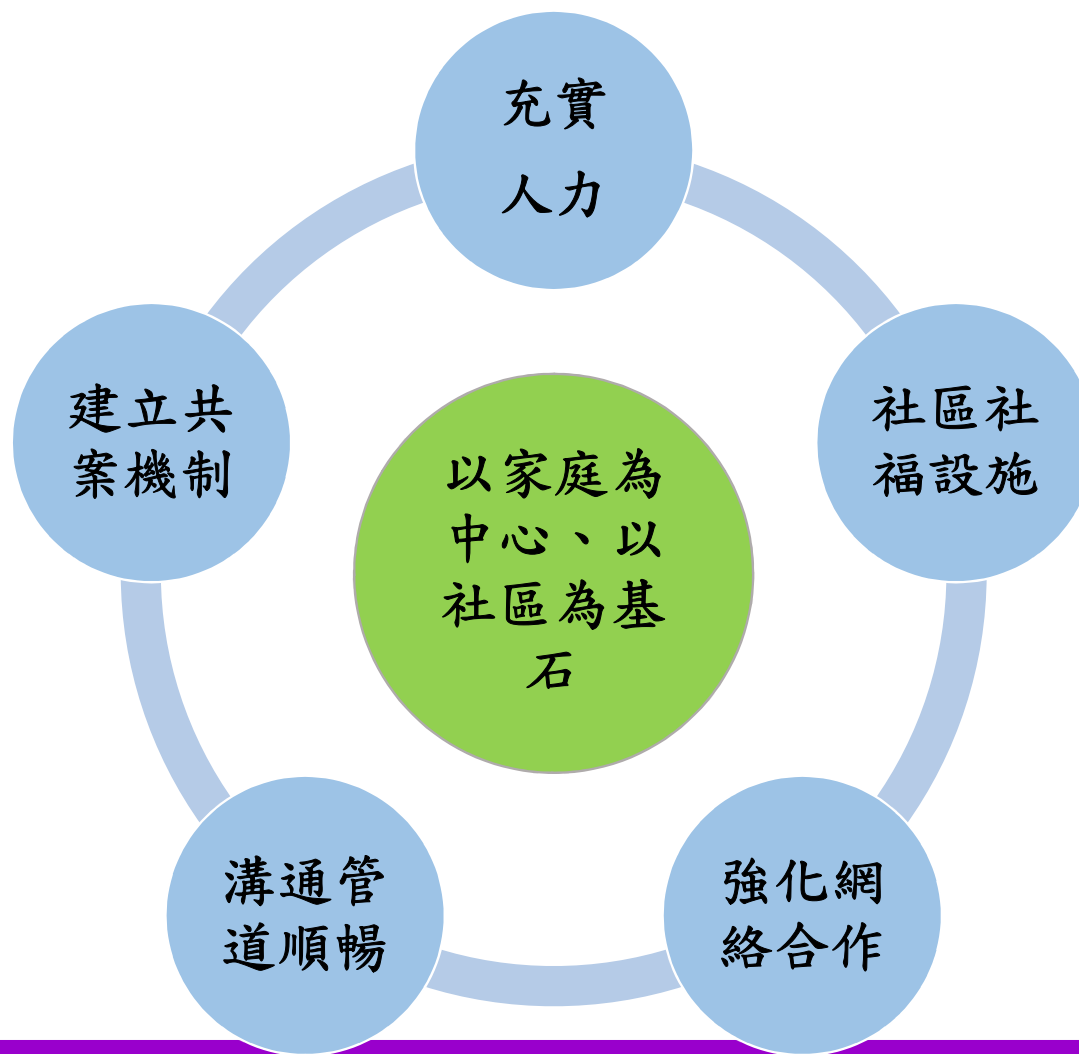 充實
人力
社區社
福設施
強化網
絡合作
溝通管
道順暢
建立共
案機制
以家庭為
中心、以
社區為基
石